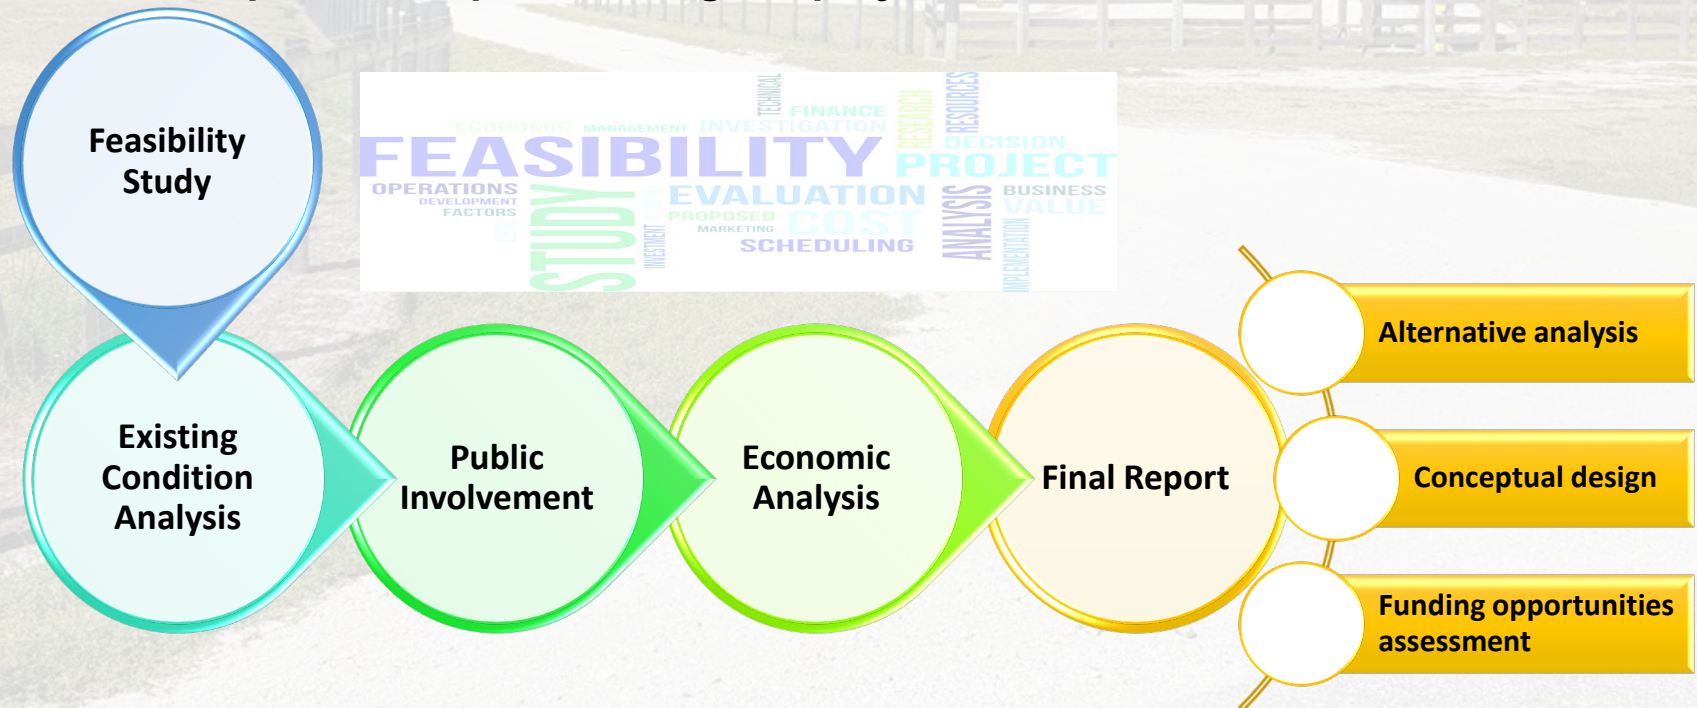 Feasibility
Study
TECHNICAL
FINANCE
RESEARCH
RESOURCES
ECONOMIC MANAGEMENT INVESTIGATION
DECISION
FEASIBILITY
PROJECT
OPERATIONS
DEVELOPMENT
FACTORS
STUDY
EVALUATION
PROPOSED
MARKETING
COST
SCHEDULING
INVESTMENT
ANALYSIS
BUSINESS
VALUE
IMPLEMENTATION
Existing
Condition
Analysis
Public
Involvement
Economic
Analysis
Final Report
Alternative analysis
Conceptual design
Funding opportunities
assessment